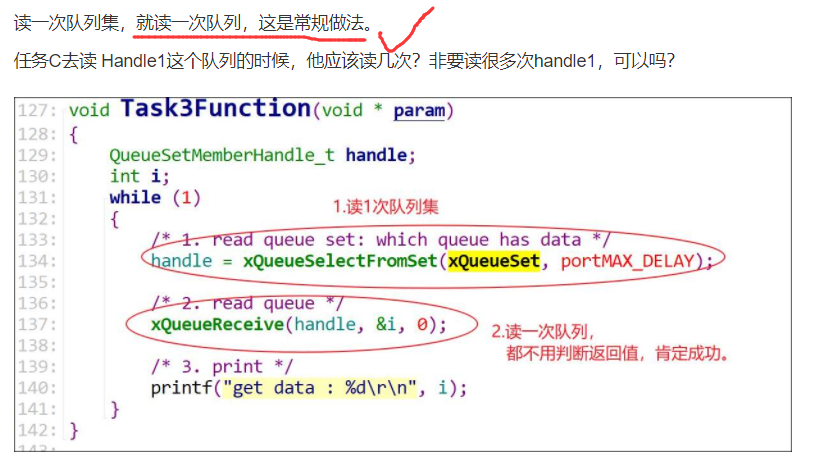 读一次队列集，就读一次队列，这是常规做法。
任务C去读 Handle1这个队列的时候，他应该读几次？非要读很多次handle1，可以吗？
127: void Task3Function(void * param)
128: {
129: QueueSetMemberHandle_t handle;
130: int i;
131: while (1)
132: {
1.读1次队列集
133: /* 1. read queue set: which queue has data */
134: handle = xQueueSelectFromSet(xQueueSet, portMAX_DELAY);
135:
136: /* 2. read queue */
137: xQueueReceive(handle, &i, 0);
2.读一次队列，
都不用判断返回值，肯定成功。
138:
139: /* 3. print */
140: printf("get data : %d\r\n", i);
141: }
142: }